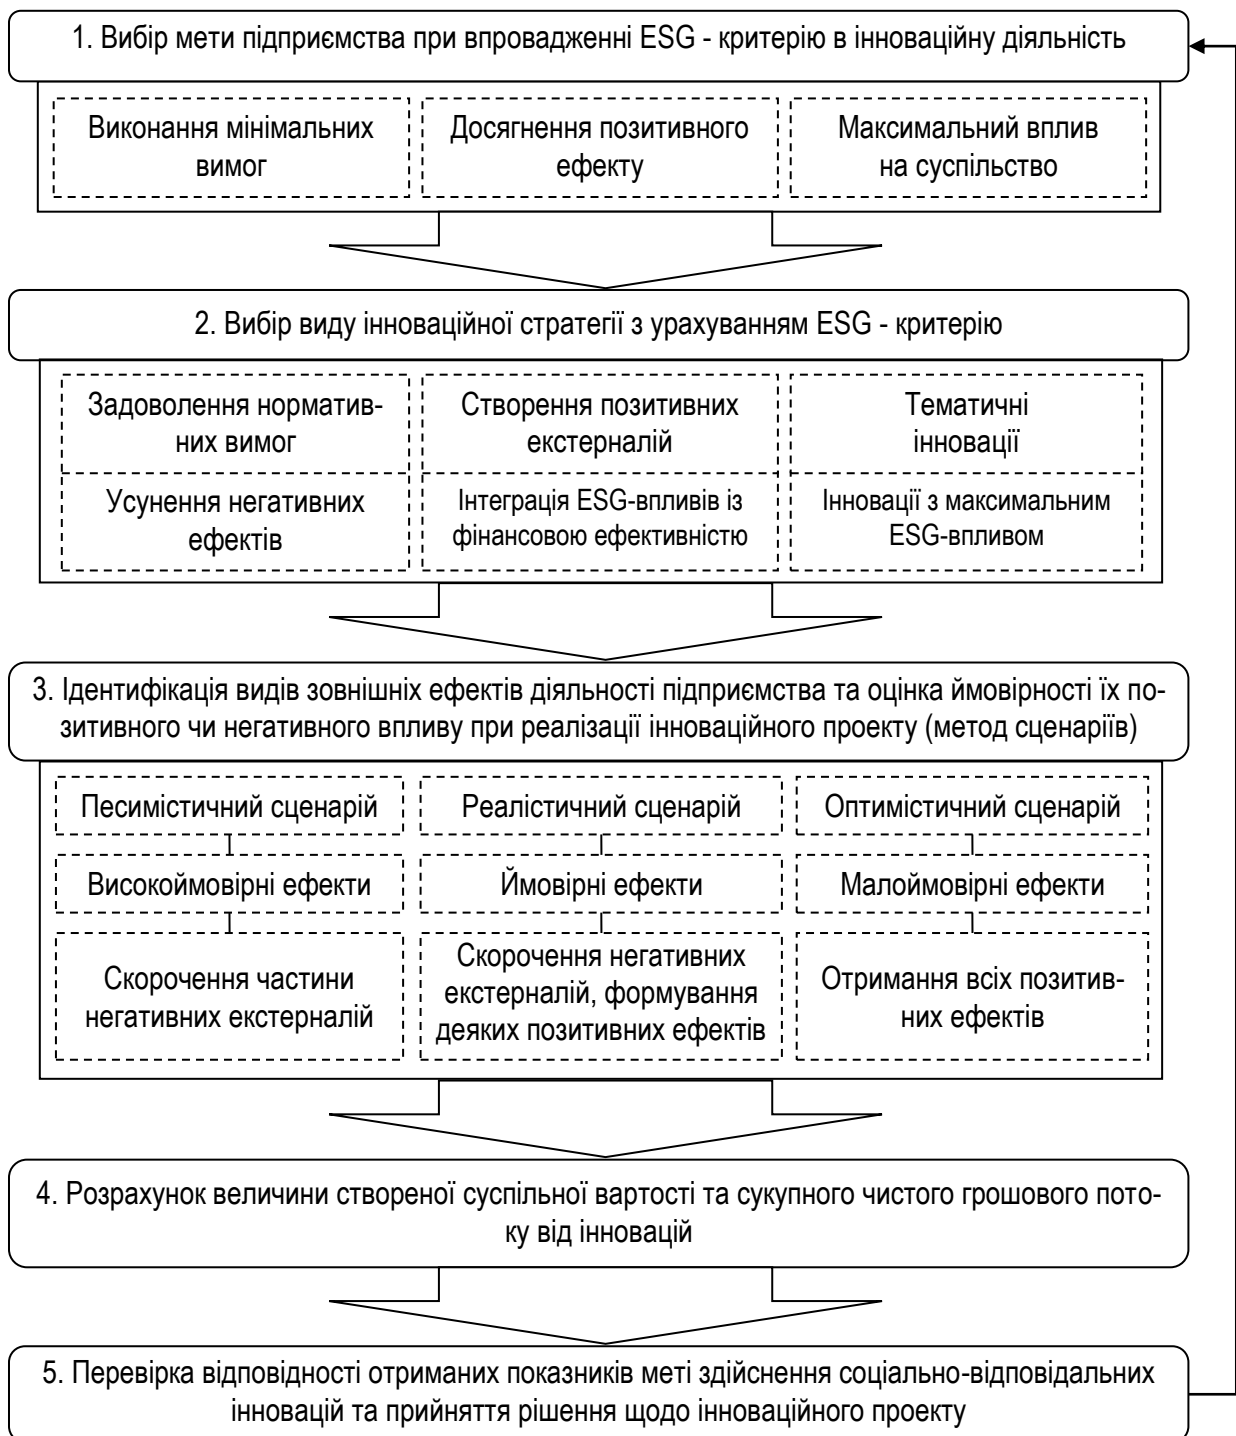 1. Вибір мети підприємства при впровадженні ESG - критерію в інноваційну діяльність
Виконання мінімальних
вимог
Досягнення позитивного
ефекту
Максимальний вплив
на суспільство
2. Вибір виду інноваційної стратегії з урахуванням ESG - критерію
Задоволення норматив-
них вимог
Створення позитивних
екстерналій
Тематичні
інновації
Усунення негативних
ефектів
Інтеграція ESG-впливів із
фінансовою ефективністю
Інновації з максимальним
ESG-впливом
3. Ідентифікація видів зовнішніх ефектів діяльності підприємства та оцінка ймовірності їх по-
зитивного чи негативного впливу при реалізації інноваційного проекту (метод сценаріїв)
Песимістичний сценарій
Реалістичний сценарій
Оптимістичний сценарій
Високоймовірні ефекти
Ймовірні ефекти
Малоймовірні ефекти
Скорочення частини
негативних екстерналій
Скорочення негативних
екстерналій, формування
деяких позитивних ефектів
Отримання всіх позитив-
них ефектів
4. Розрахунок величини створеної суспільної вартості та сукупного чистого грошового пото-
ку від інновацій
5. Перевірка відповідності отриманих показників меті здійснення соціально-відповідальних
інновацій та прийняття рішення щодо інноваційного проекту